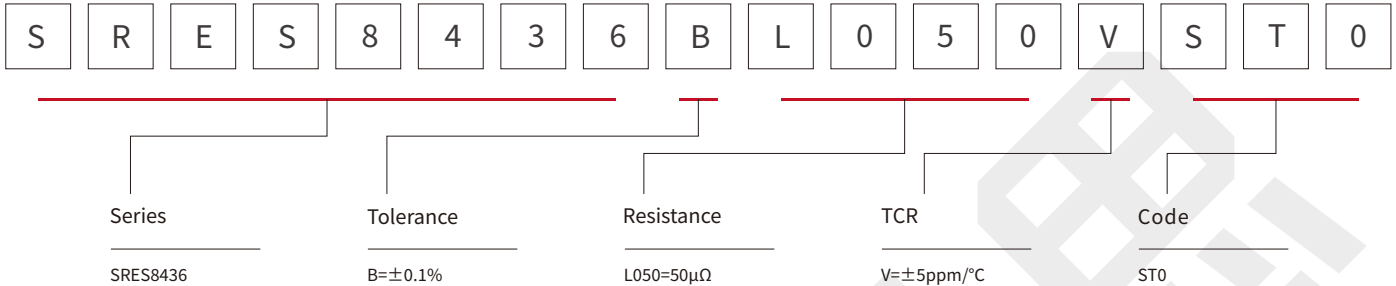 S R E S 8 4 3 6 B L 0 5 0 V S T 0
Series Tolerance Resistance TCR Code
SRES8436 B=±0.1% L050=50μΩ V=±5ppm/℃ ST0